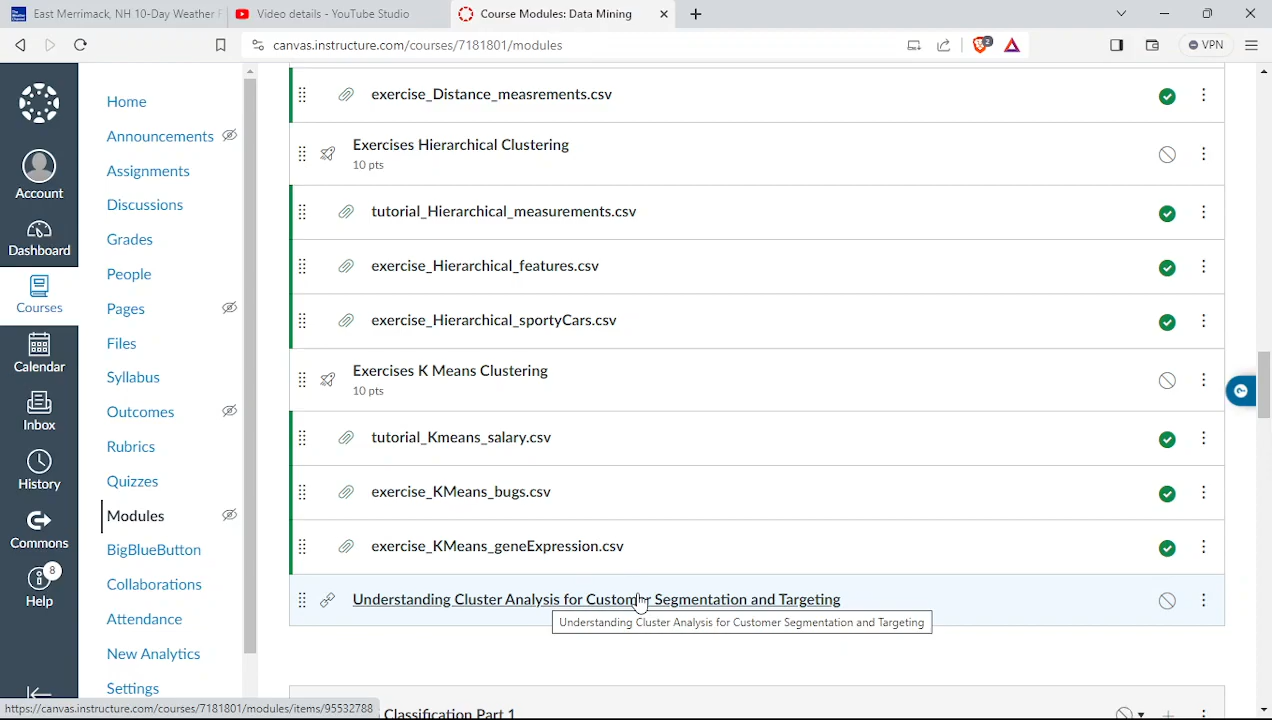 East Merrimack, NH 10-Day Weather F
Video details - YouTube Studio
Course Modules: Data Mining
canvas.instructure.com/courses/7181801/modules
2
VPN
Account
Dashboard
Courses
Calendar
Inbox
History
Commons
8
Help
Home
Announcements
Assignments
Discussions
Grades
People
Pages
Files
Syllabus
Outcomes
Rubrics
Quizzes
Modules
BigBlueButton
Collaborations
Attendance
New Analytics
Settings
exercise_Distance_measrements.csv
Exercises Hierarchical Clustering
10 pts
tutorial_Hierarchical_measurements.csv
exercise_Hierarchical_features.csv
exercise_Hierarchical_sportyCars.csv
Exercises K Means Clustering
10 pts
tutorial_Kmeans_salary.csv
exercise_KMeans_bugs.csv
exercise_KMeans_geneExpression.csv
Understanding Cluster Analysis for Customer Segmentation and Targeting
Understanding Cluster Analysis for Customer Segmentation and Targeting
Classification Part 1
https://canvas.instructure.com/courses/7181801/modules/items/95532788